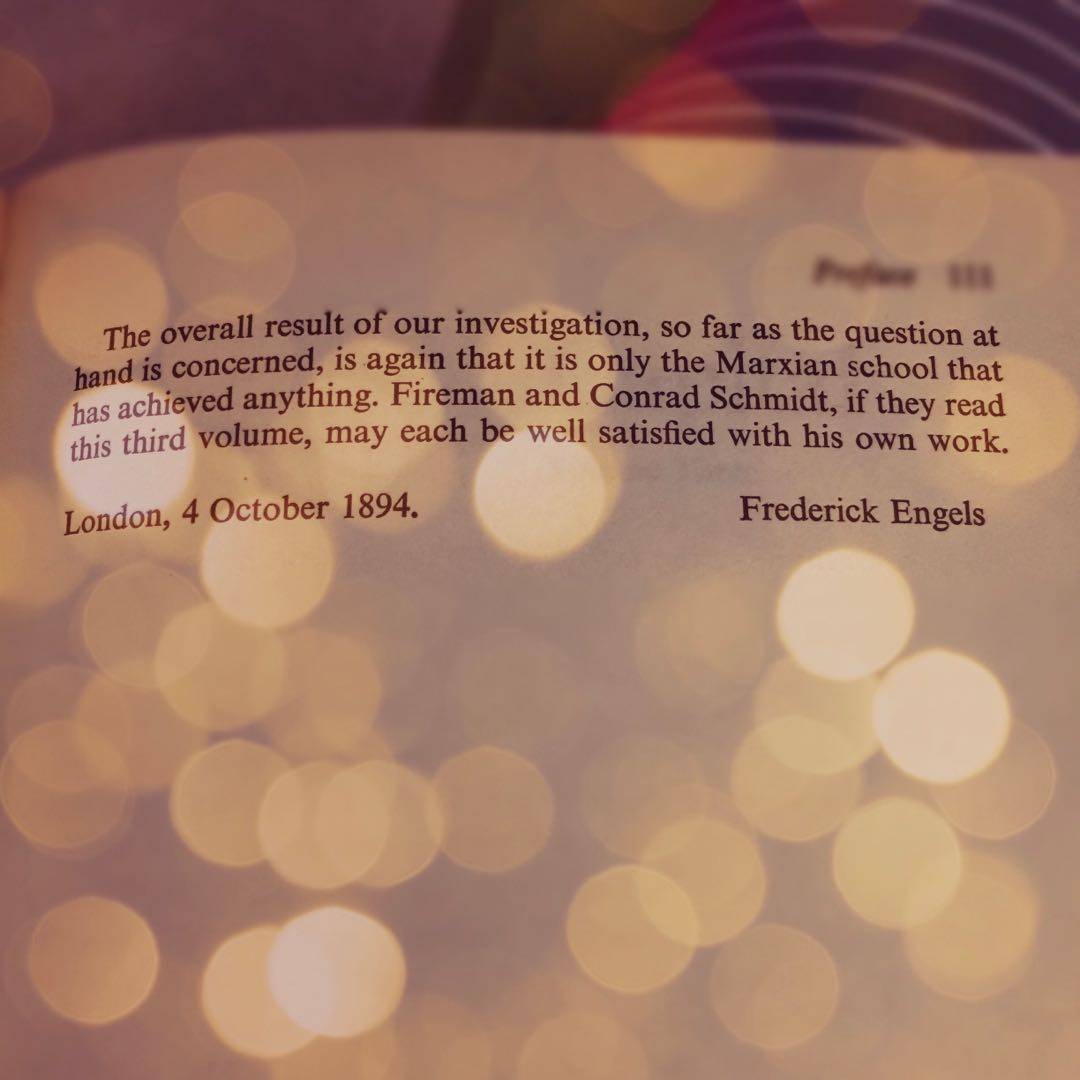 Preface 111
The overall result of our investigation, so far as the question at
hand is concerned, is again that it is only the Marxian school that
has achieved anything. Fireman and Conrad Schmidt, if they read
this third volume, may each be well satisfied with his own work.
London, 4 October 1894. Frederick Engels